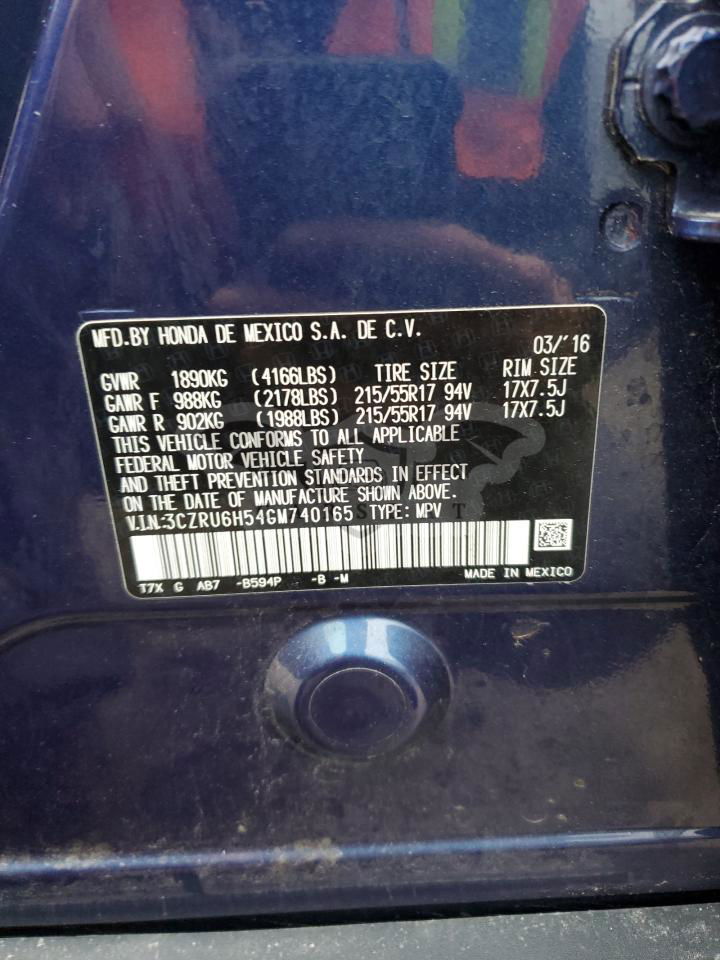 MFD.BY HONDA DE MEXICO S.A. DE C.V. 03/'16
GVWR 1890KG (4166LBS) TIRE SIZE RIM SIZE
GAWR F 988KG (2178LBS) 215/55R17 94V 17X7.5J
GAWR R 902KG (1988LBS) 215/55R17 94V 17X7.5J
THIS VEHICLE CONFORMS TO ALL APPLICABLE
FEDERAL MOTOR VEHICLE SAFETY
AND THEFT PREVENTION STANDARDS IN EFFECT
ON THE DATE OF MANUFACTURE SHOWN ABOVE.
V.I.N:3CZRU6H54GM740165 TYPE: MPV
T7X G AB7 -B594P -B -M MADE IN MEXICO